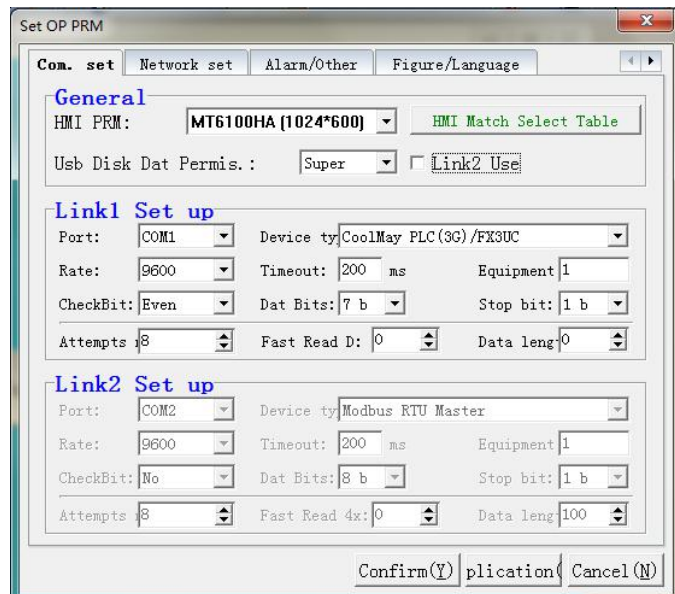 Set OP PRM
Com. set Network set Alarm/Other Figure/Language
General
HMI PRM: MT6100HA (1024*600) HMI Match Select Table
Usb Disk Dat Permis.: Super Link2 Use
Link1 Set up
Port: COM1 Device ty CoolMay PLC(3G)/FX3UC
Rate: 9600 Timeout: 200 ms Equipment 1
CheckBit: Even Dat Bits: 7 b Stop bit: 1 b
Attempts 8 Fast Read D: 0 Data leng 0
Link2 Set up
Port: COM2 Device ty Modbus RTU Master
Rate: 9600 Timeout: 200 ms Equipment 1
CheckBit: No Dat Bits: 8 b Stop bit: 1 b
Attempts 8 Fast Read 4x: 0 Data leng 100
Confirm(Y) plication( Cancel(N)